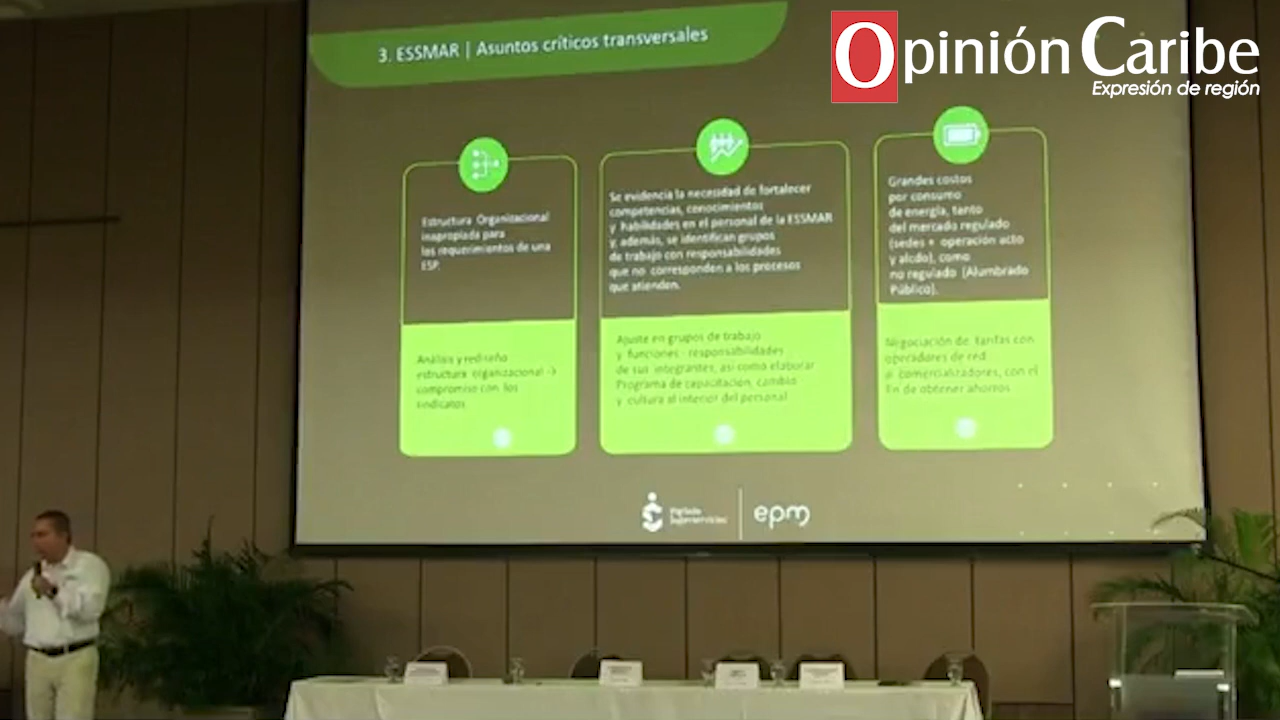 3. ESSMAR | Asuntos críticos transversales
Opinión Caribe
Expresión de región
Estructura Organizacional
inapropiada para
los requerimientos de una
ESP.
Análisis y rediseño
estructura organizacional ->
compromiso con los
sindicatos.
Se evidencia la necesidad de fortalecer
competencias, conocimientos
y habilidades en el personal de la ESSMAR
y, además, se identifican grupos
de trabajo con responsabilidades
que no corresponden a los procesos
que atienden.
Ajuste en grupos de trabajo
y funciones - responsabilidades
de sus integrantes, así como elaborar
Programa de capacitación, cambio
y cultura al interior del personal
Grandes costos
por consumo
de energía, tanto
del mercado regulado
(sedes + operación acto
y alcdo), como
no regulado (Alumbrado
Público).
Negociación de tarifas con
operadores de red
al comercializadores, con el
fin de obtener ahorros
Superservicios
epm